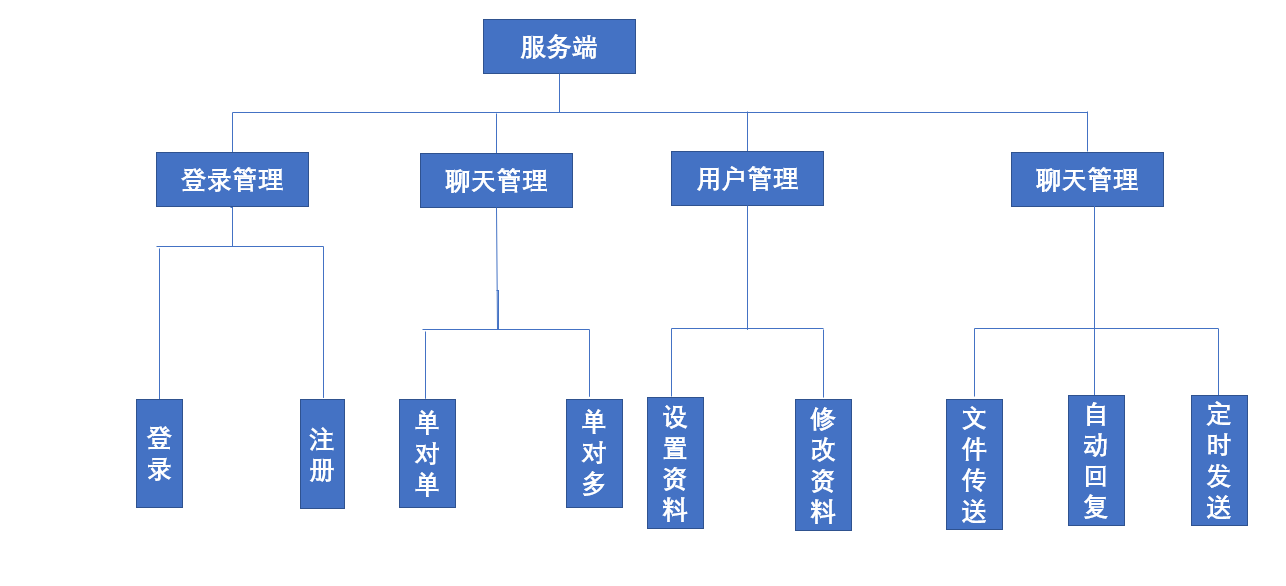 服务端
登录管理
聊天管理
用户管理
聊天管理
登录
注册
单对单
单对多
设置资料
修改资料
文件传送
自动回复
定时发送